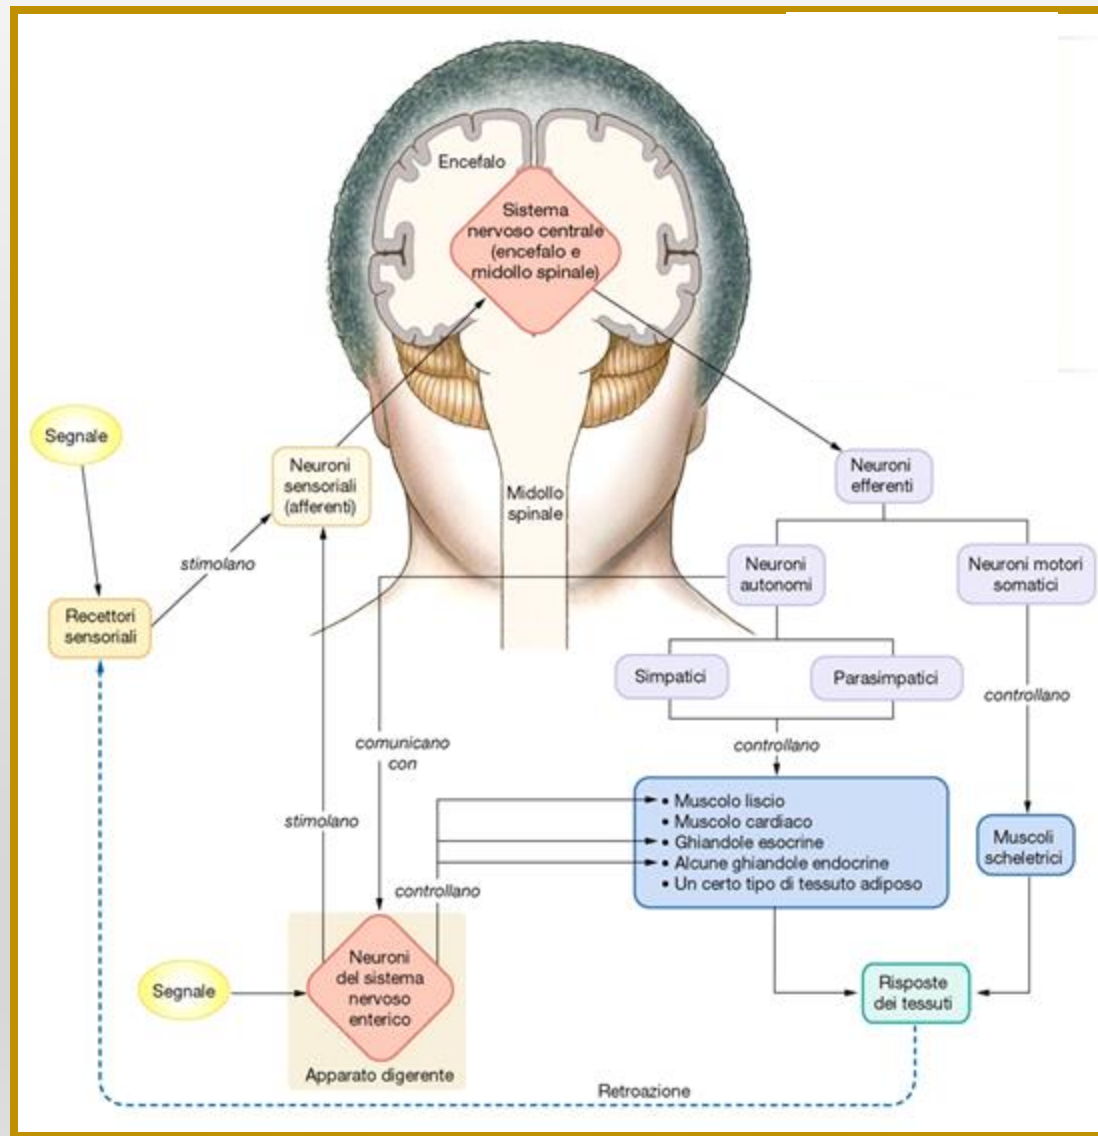 Encefalo
Sistema
nervoso centrale
(encefalo e
midollo spinale)
Segnale
Neuroni
sensoriali
(afferenti)
Midollo
spinale
Neuroni
efferenti
stimolano
Neuroni
autonomi
Neuroni motori
somatici
Recettori
sensoriali
Simpatici
Parasimpatici
controllano
comunicano
con
controllano
stimolano
• Muscolo liscio
• Muscolo cardiaco
• Ghiandole esocrine
• Alcune ghiandole endocrine
• Un certo tipo di tessuto adiposo
Muscoli
scheletrici
controllano
Neuroni
del sistema
nervoso
enterico
Segnale
Risposte
dei tessuti
Apparato digerente
Retroazione